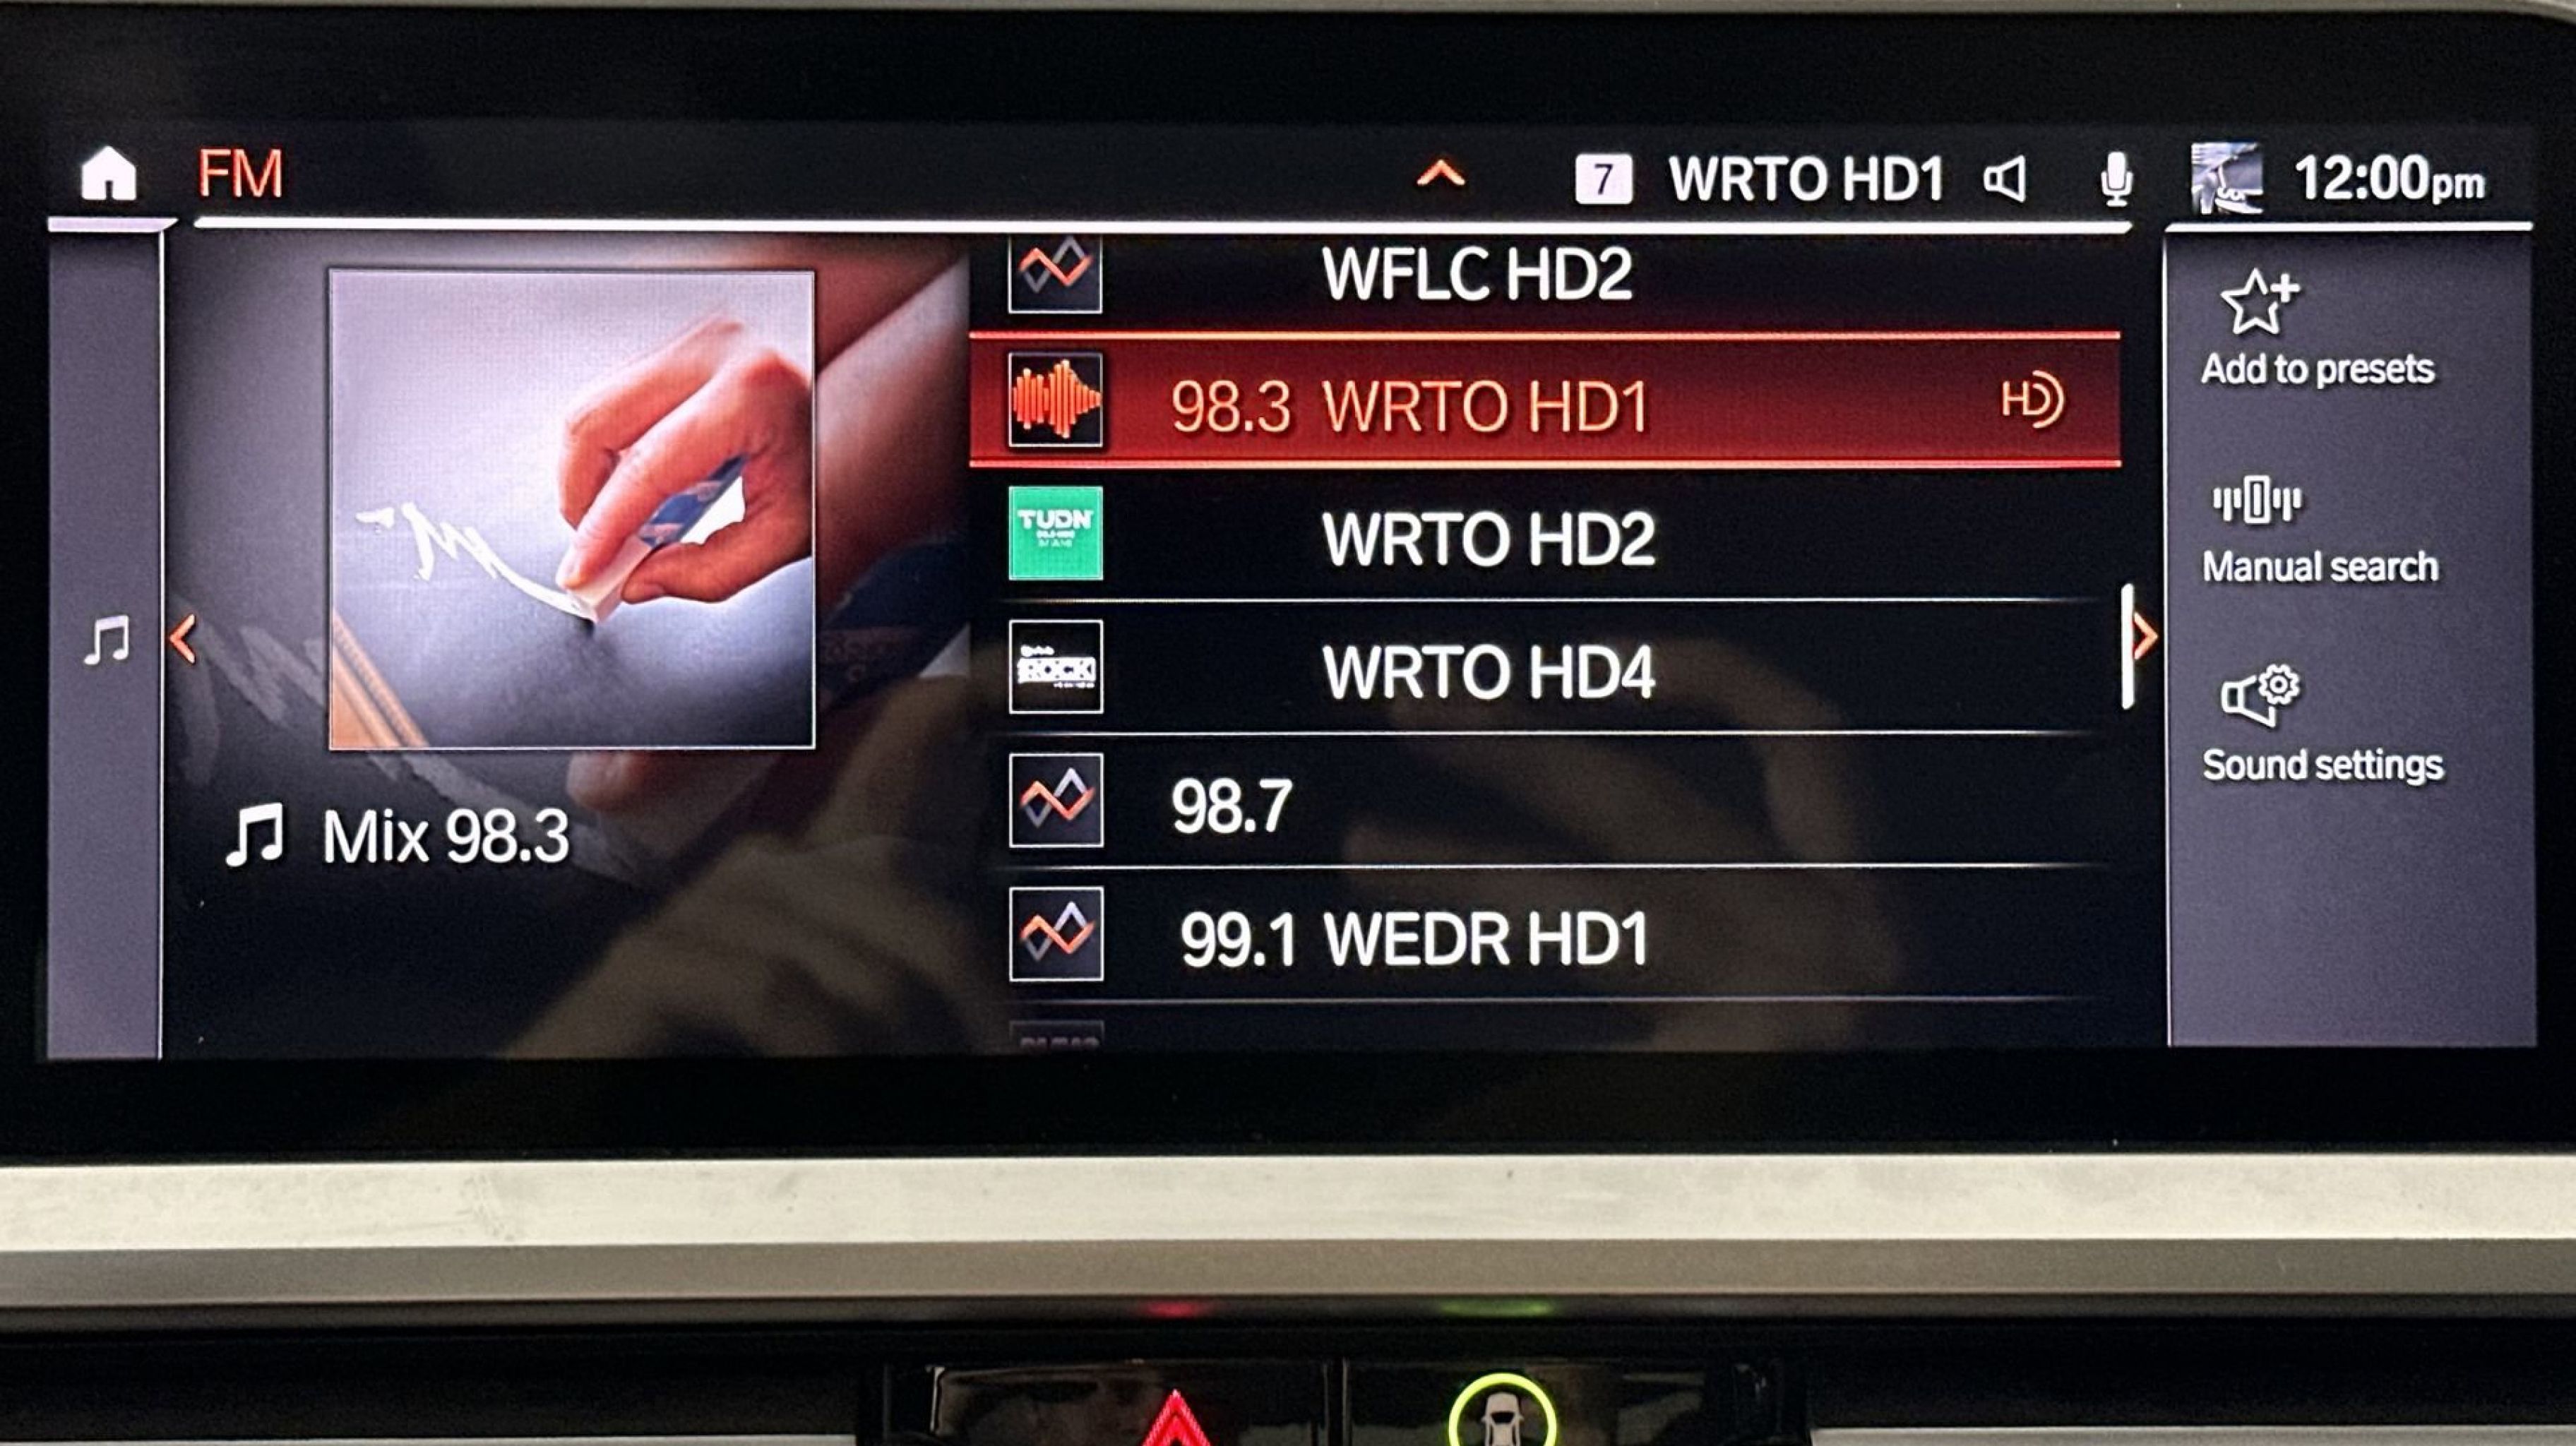 FM
7 WRTO HD1
12:00pm
WFLC HD2
98.3 WRTO HD1 HD
TUDN
WRTO HD2
ROCK
WRTO HD4
98.7
99.1 WEDR HD1
Mix 98.3
Add to presets
Manual search
Sound settings